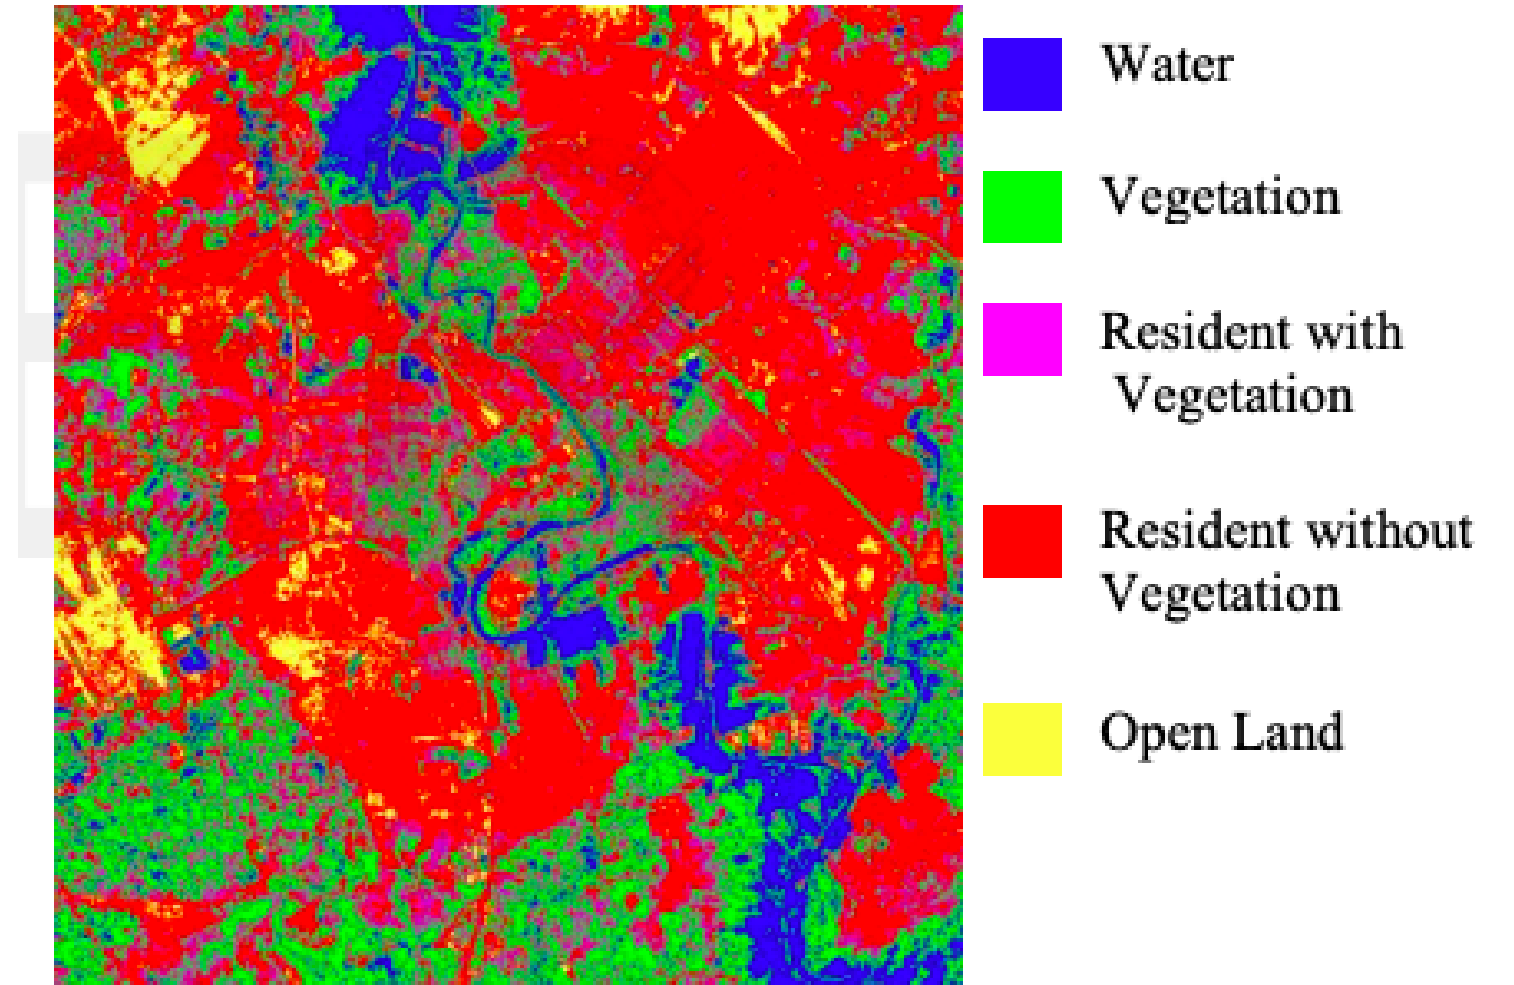 Water
Vegetation
Resident with
Vegetation
Resident without
Vegetation
Open Land